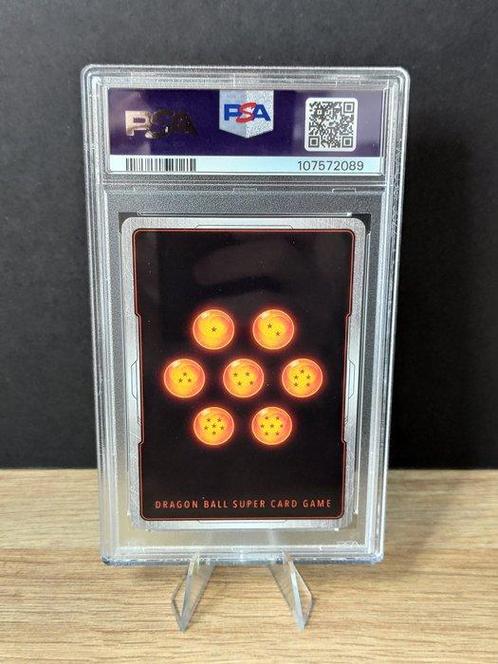 PSA
PSA
107572089
DRAGON BALL SUPER CARD GAME